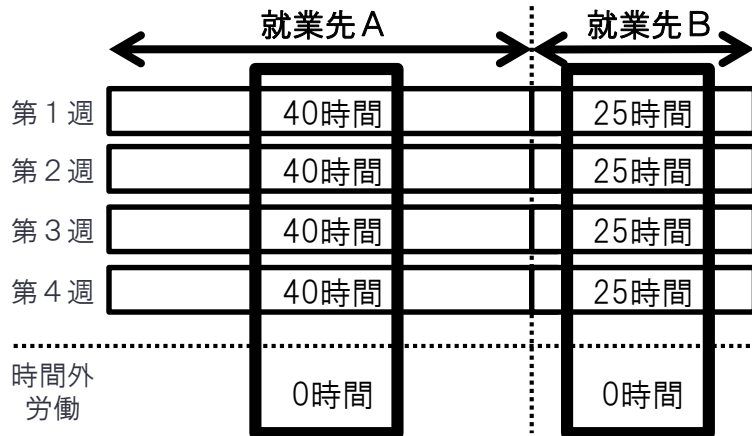 就業先A 就業先B
第1週 40時間 25時間
第2週 40時間 25時間
第3週 40時間 25時間
第4週 40時間 25時間
時間外
労働 0時間 0時間